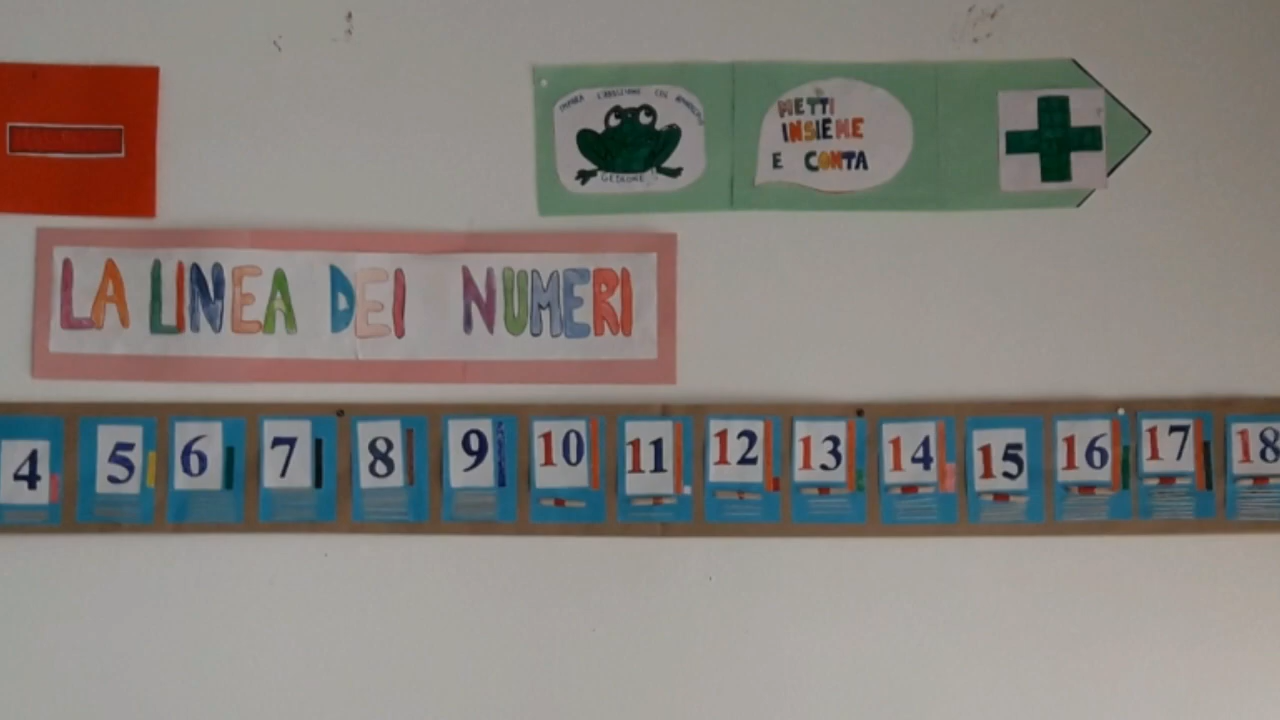 GEDEONE
METTI
INSIEME
E CONTA
LA LINEA DEI NUMERI
4 5 6 7 8 9 10 11 12 13 14 15 16 17 18